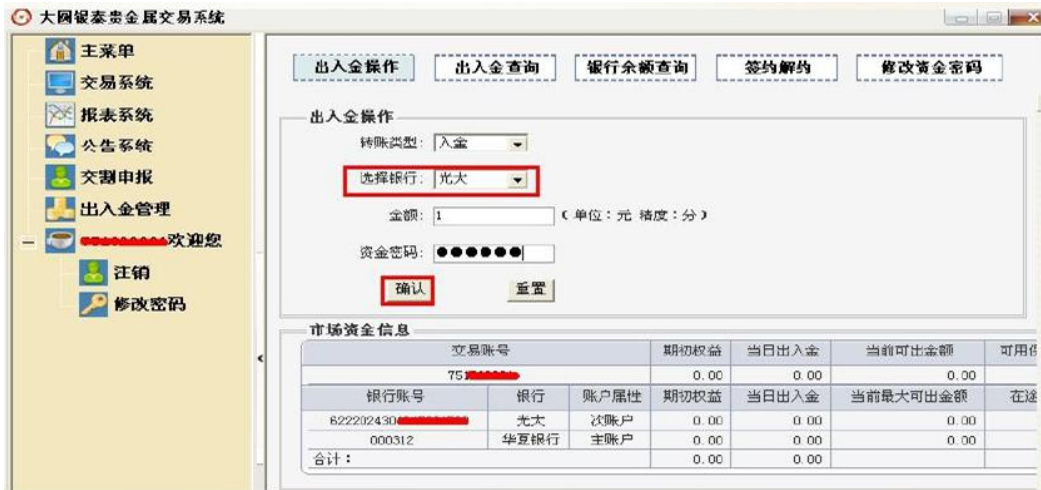 大圆银泰贵金属交易系统
主菜单
交易系统
报表系统
公告系统
交割申报
出入金管理
欢迎您
注销
修改密码
出入金操作 出入金查询 银行余额查询 签约解约 修改资金密码
出入金操作
转账类型: 入金
选择银行: 光大
金额: 1 (单位:元 精度:分)
资金密码: ●●●●●●
确认 重置
市场资金信息
交易账号 期初权益 当日出入金 当前可出金额 可用
751 0.00 0.00 0.00
银行账号 银行 账户属性 期初权益 当日出入金 当前最大可出金额 在途
622202430 光大 次账户 0.00 0.00 0.00
000312 华夏银行 主账户 0.00 0.00 0.00
合计: 0.00 0.00